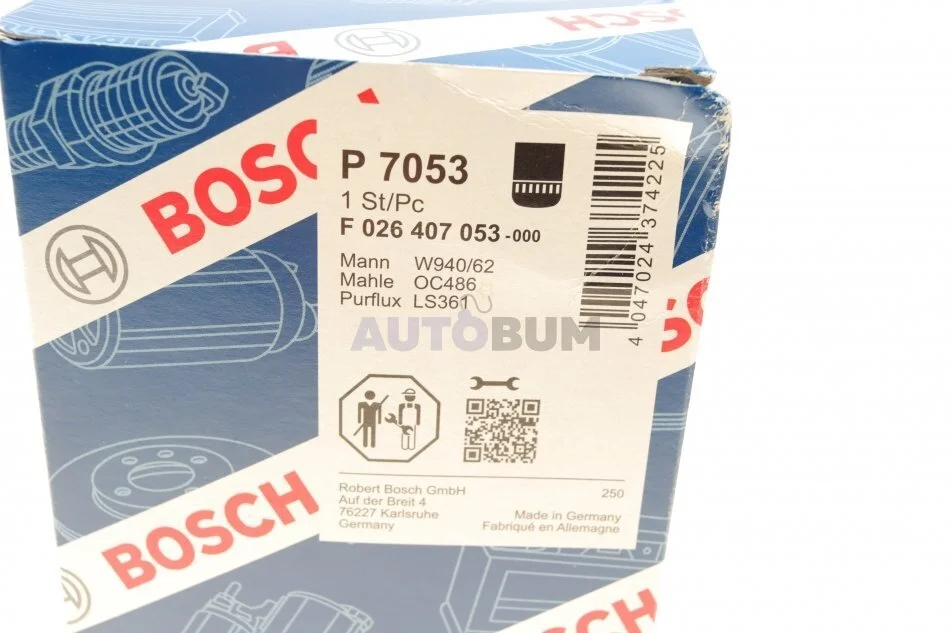 BOSCH
BOSC
P 7053
1 St/Pc
F 026 407 053-000
Mann W940/62
Mahle OC486
Purflux LS361
4 047024 374225
AUTOBUM
Robert Bosch GmbH
Auf der Breit 4
76227 Karlsruhe
Germany
250
Made in Germany
Fabriqué en Allemagne
BOSCH
BOSCH